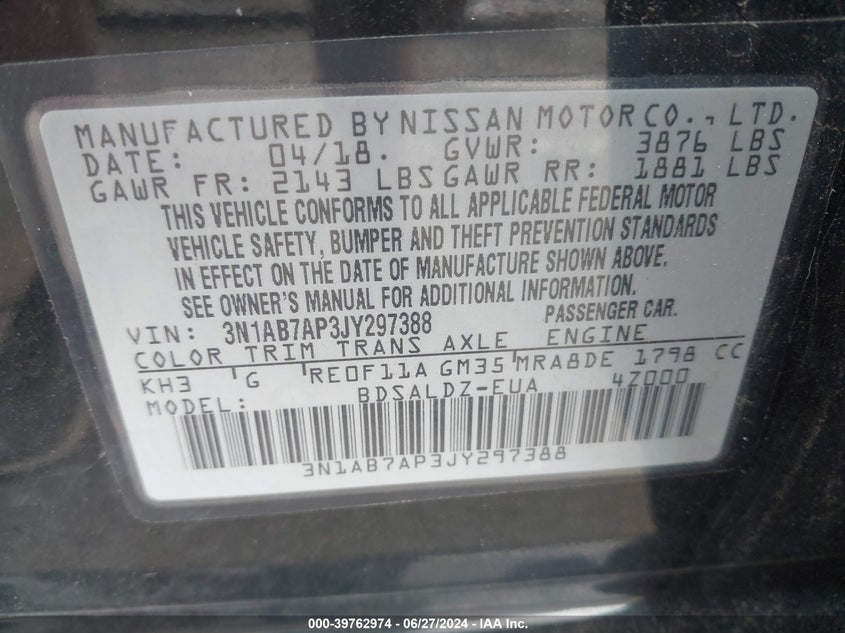 MANUFACTURED BY NISSAN MOTOR CO., LTD.
DATE: 04/18. GVWR: 3876 LBS
GAWR FR: 2143 LBS GAWR RR: 1881 LBS
THIS VEHICLE CONFORMS TO ALL APPLICABLE FEDERAL MOTOR
VEHICLE SAFETY, BUMPER AND THEFT PREVENTION STANDARDS
IN EFFECT ON THE DATE OF MANUFACTURE SHOWN ABOVE.
SEE OWNER'S MANUAL FOR ADDITIONAL INFORMATION.
VIN: 3N1AB7AP3JY297388 PASSENGER CAR.
COLOR TRIM TRANS AXLE ENGINE
KH3 G RE0F11A GM35 MRA8DE 1798 CC
MODEL: BDSALDZ-EUA 4Z000
3N1AB7AP3JY297388
000-39762974 - 06/27/2024 - IAA Inc.